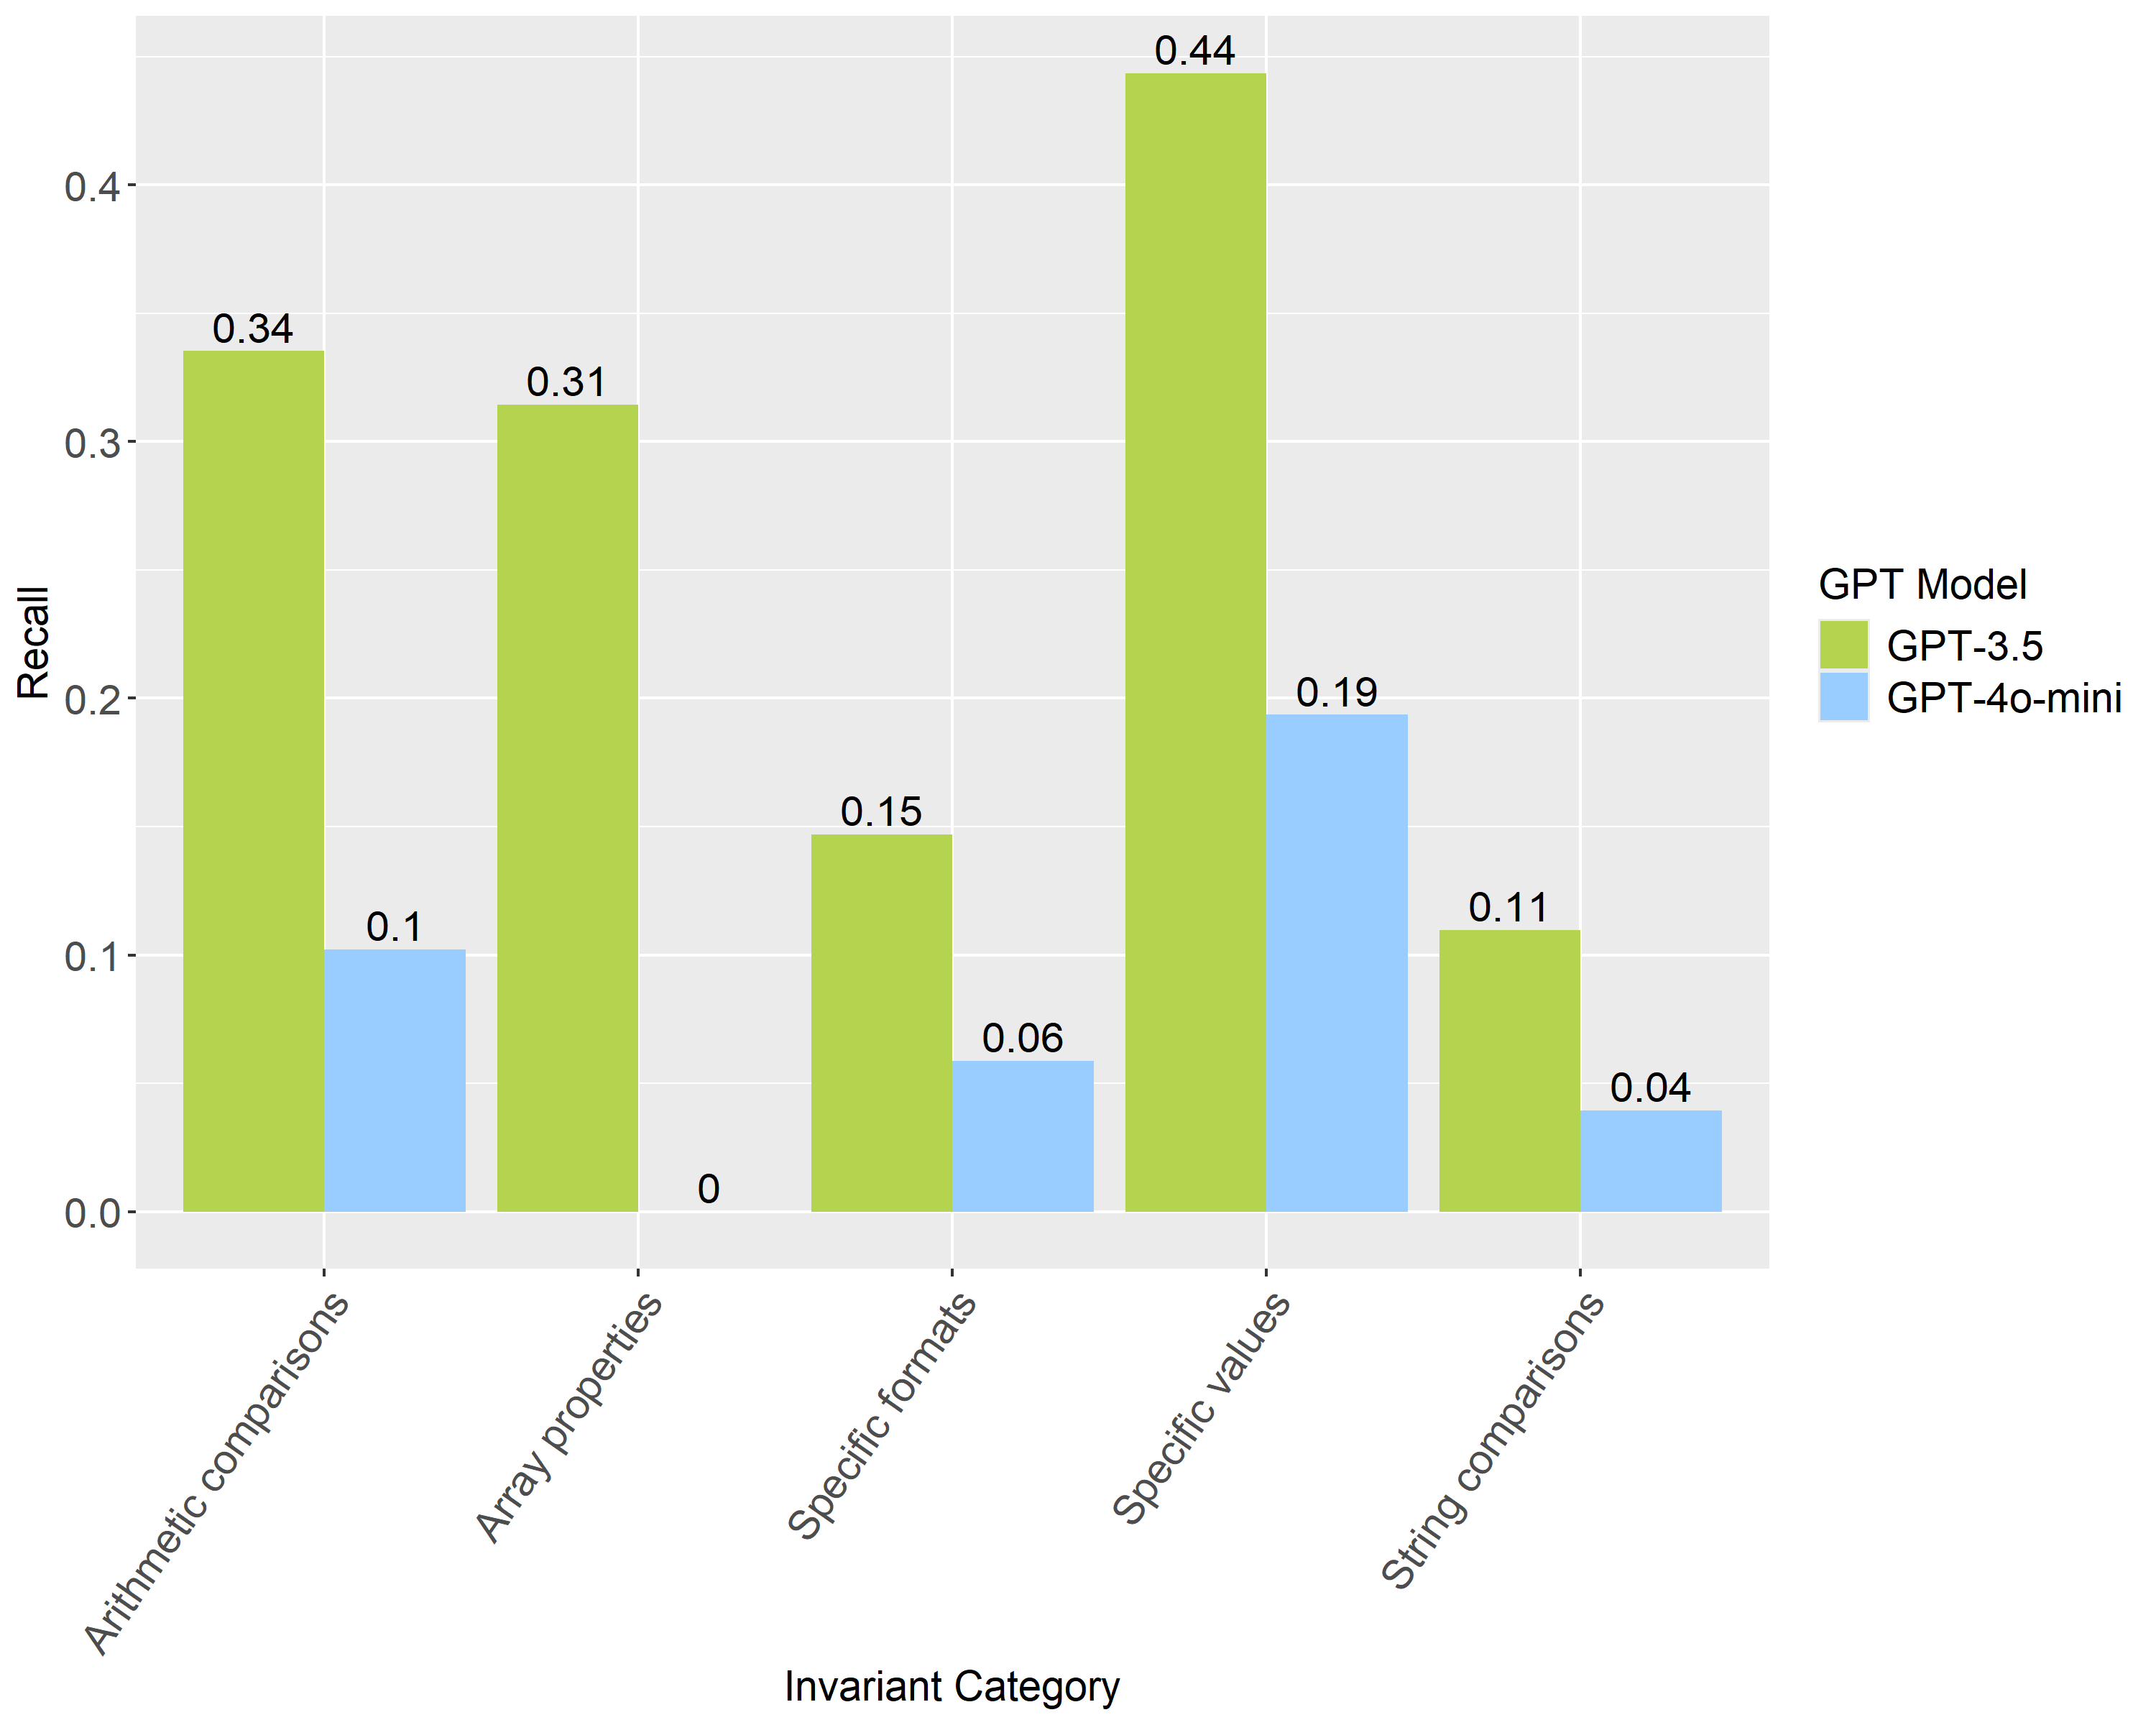 Recall
0.4
0.3
0.2
0.1
0.0
0.34
0.1
0.31
0
0.15
0.06
0.44
0.19
0.11
0.04
Arithmetic comparisons
Array properties
Specific formats
Specific values
String comparisons
Invariant Category
GPT Model
GPT-3.5
GPT-4o-mini